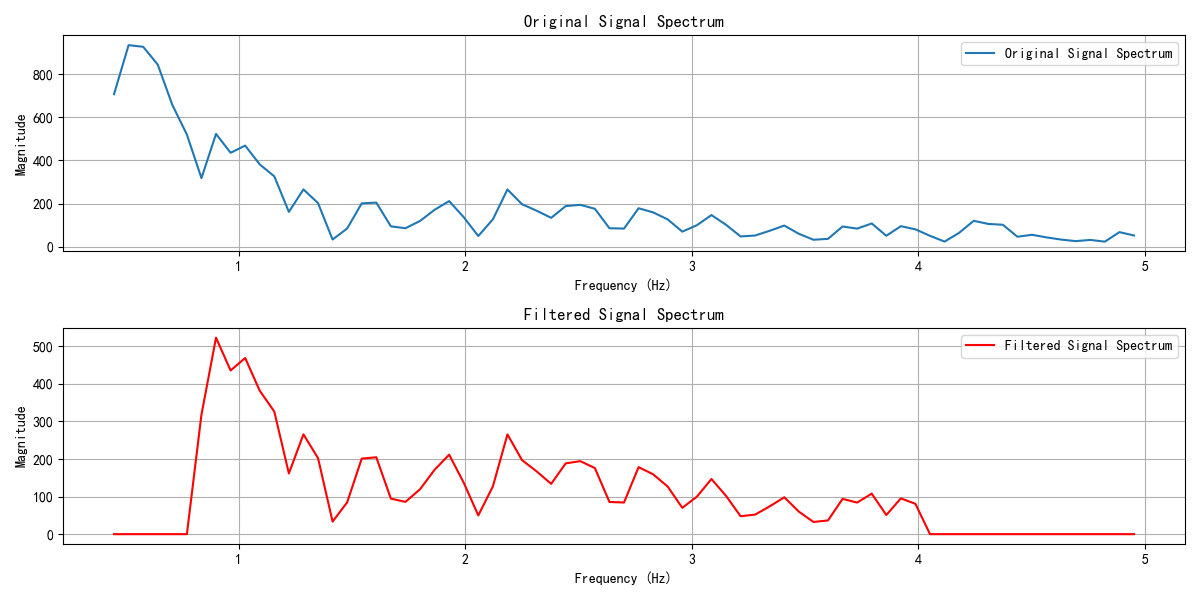 Original Signal Spectrum
Original Signal Spectrum
Magnitude
800
600
400
200
0
1 2 3 4 5
Frequency (Hz)
Filtered Signal Spectrum
Filtered Signal Spectrum
Magnitude
500
400
300
200
100
0
1 2 3 4 5
Frequency (Hz)